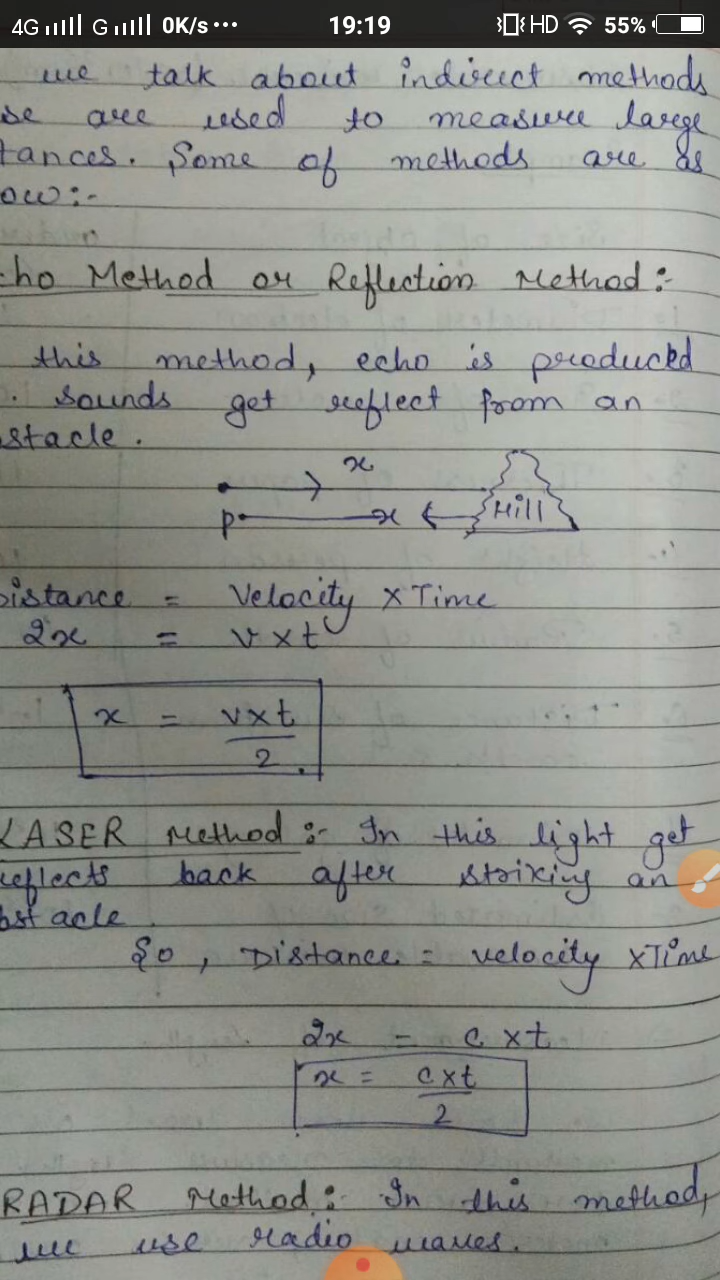 4G G 0K/s ... 19:19 HD 55%
we talk about indirect methods
se are used to measure large
tances. Some of methods are as
ow:-
cho Method or Reflection Method:-
this method, echo is produced
. sounds get reflect from an
stacle.
x
P x Hill
Distance = Velocity x Time
2x = v x t
x = v x t
2
LASER Method :- In this light get
reflects back after striking an
bstacle.
So, Distance = velocity x Time
2x = c x t
x = c x t
2
RADAR Method:- In this method,
we use radio waves.